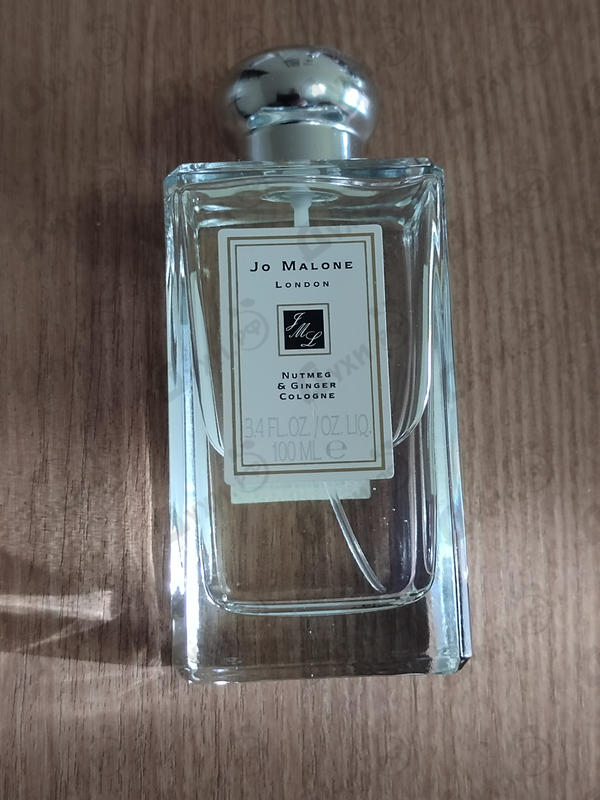 Jo Malone
London
JML
Nutmeg
& Ginger
Cologne
3.4 FL.OZ. / OZ. LIQ.
100 ML ℮